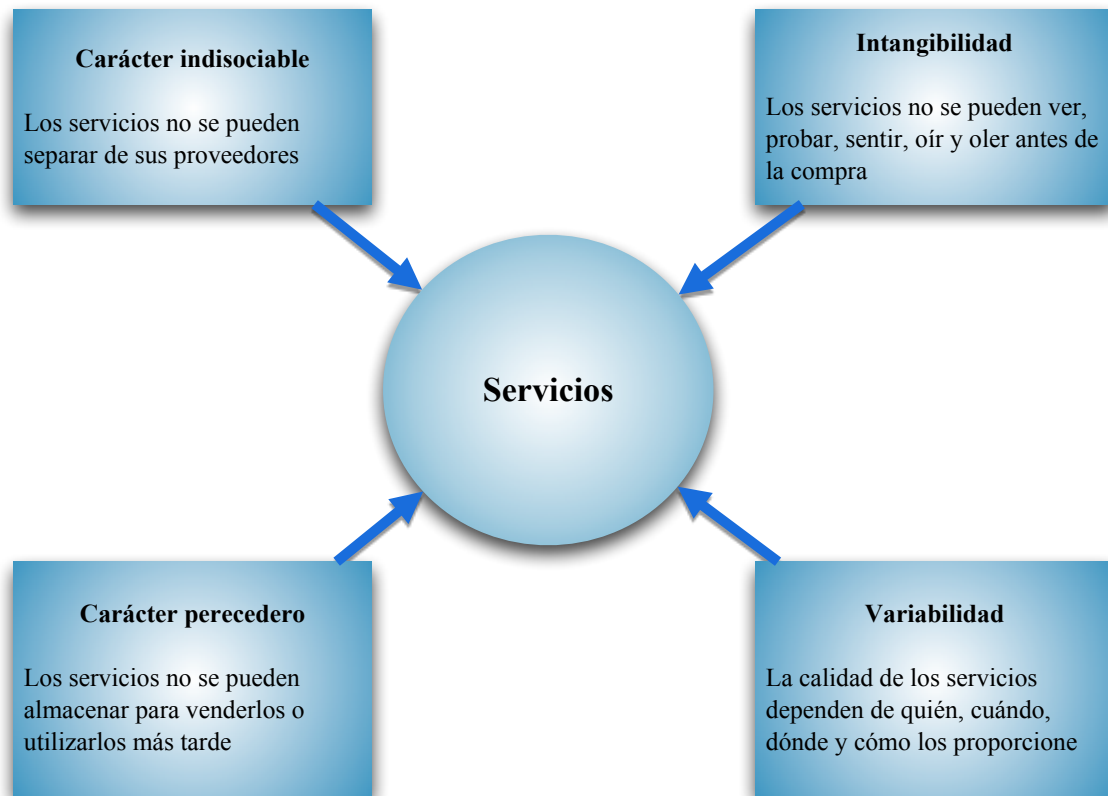 Carácter indisociable
Los servicios no se pueden
separar de sus proveedores
Intangibilidad
Los servicios no se pueden ver,
probar, sentir, oír y oler antes de
la compra
Servicios
Carácter perecedero
Los servicios no se pueden
almacenar para venderlos o
utilizarlos más tarde
Variabilidad
La calidad de los servicios
dependen de quién, cuándo,
dónde y cómo los proporcione